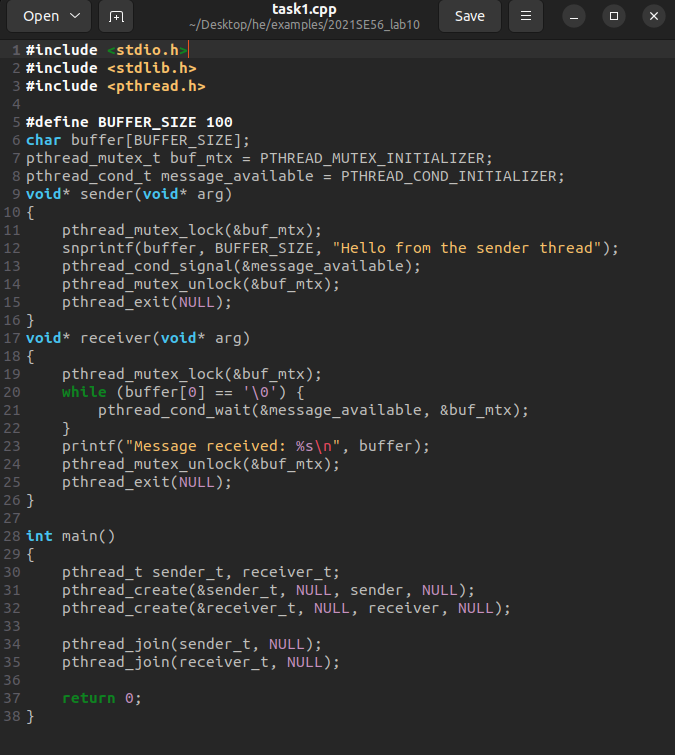 Open
task1.cpp
~/Desktop/he/examples/2021SE56_lab10
Save
1 #include <stdio.h>
2 #include <stdlib.h>
3 #include <pthread.h>
4
5 #define BUFFER_SIZE 100
6 char buffer[BUFFER_SIZE];
7 pthread_mutex_t buf_mtx = PTHREAD_MUTEX_INITIALIZER;
8 pthread_cond_t message_available = PTHREAD_COND_INITIALIZER;
9 void* sender(void* arg)
10 {
11     pthread_mutex_lock(&buf_mtx);
12     snprintf(buffer, BUFFER_SIZE, "Hello from the sender thread");
13     pthread_cond_signal(&message_available);
14     pthread_mutex_unlock(&buf_mtx);
15     pthread_exit(NULL);
16 }
17 void* receiver(void* arg)
18 {
19     pthread_mutex_lock(&buf_mtx);
20     while (buffer[0] == '\0') {
21         pthread_cond_wait(&message_available, &buf_mtx);
22     }
23     printf("Message received: %s\n", buffer);
24     pthread_mutex_unlock(&buf_mtx);
25     pthread_exit(NULL);
26 }
27
28 int main()
29 {
30     pthread_t sender_t, receiver_t;
31     pthread_create(&sender_t, NULL, sender, NULL);
32     pthread_create(&receiver_t, NULL, receiver, NULL);
33
34     pthread_join(sender_t, NULL);
35     pthread_join(receiver_t, NULL);
36
37     return 0;
38 }